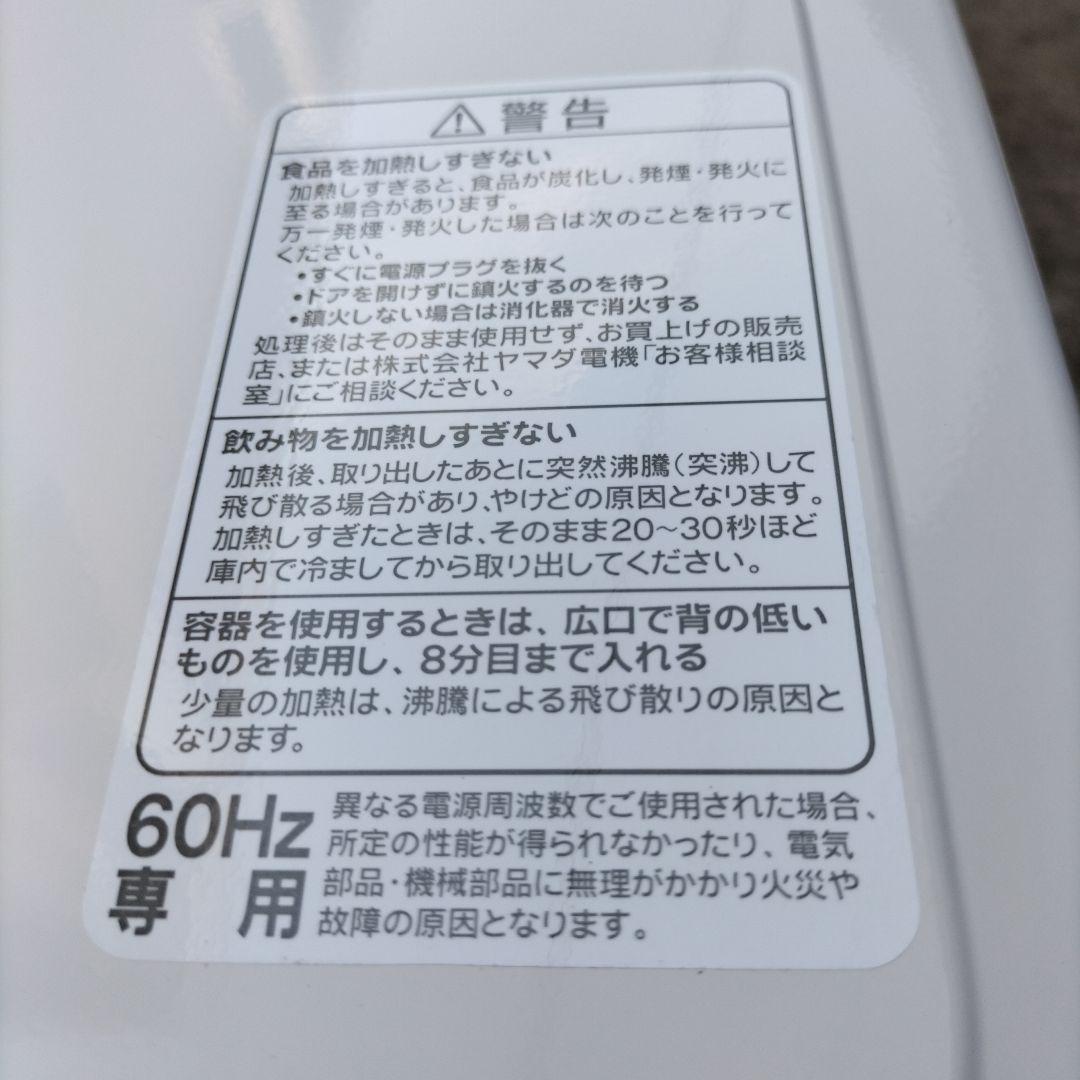 ⚠警告
食品を加熱しすぎない
加熱しすぎると、食品が炭化し、発煙・発火に
至る場合があります。
万一発煙・発火した場合は次のことを行って
ください。
•すぐに電源プラグを抜く
•ドアを開けずに鎮火するのを待つ
•鎮火しない場合は消化器で消火する
処理後はそのまま使用せず、お買上げの販売
店、または株式会社ヤマダ電機「お客様相談
室」にご相談ください。
飲み物を加熱しすぎない
加熱後、取り出したあとに突然沸騰(突沸)して
飛び散る場合があり、やけどの原因となります。
加熱しすぎたときは、そのまま20〜30秒ほど
庫内で冷ましてから取り出してください。
容器を使用するときは、広口で背の低い
ものを使用し、8分目まで入れる
少量の加熱は、沸騰による飛び散りの原因と
なります。
60Hz
専用
異なる電源周波数でご使用された場合、
所定の性能が得られなかったり、電気
部品・機械部品に無理がかかり火災や
故障の原因となります。